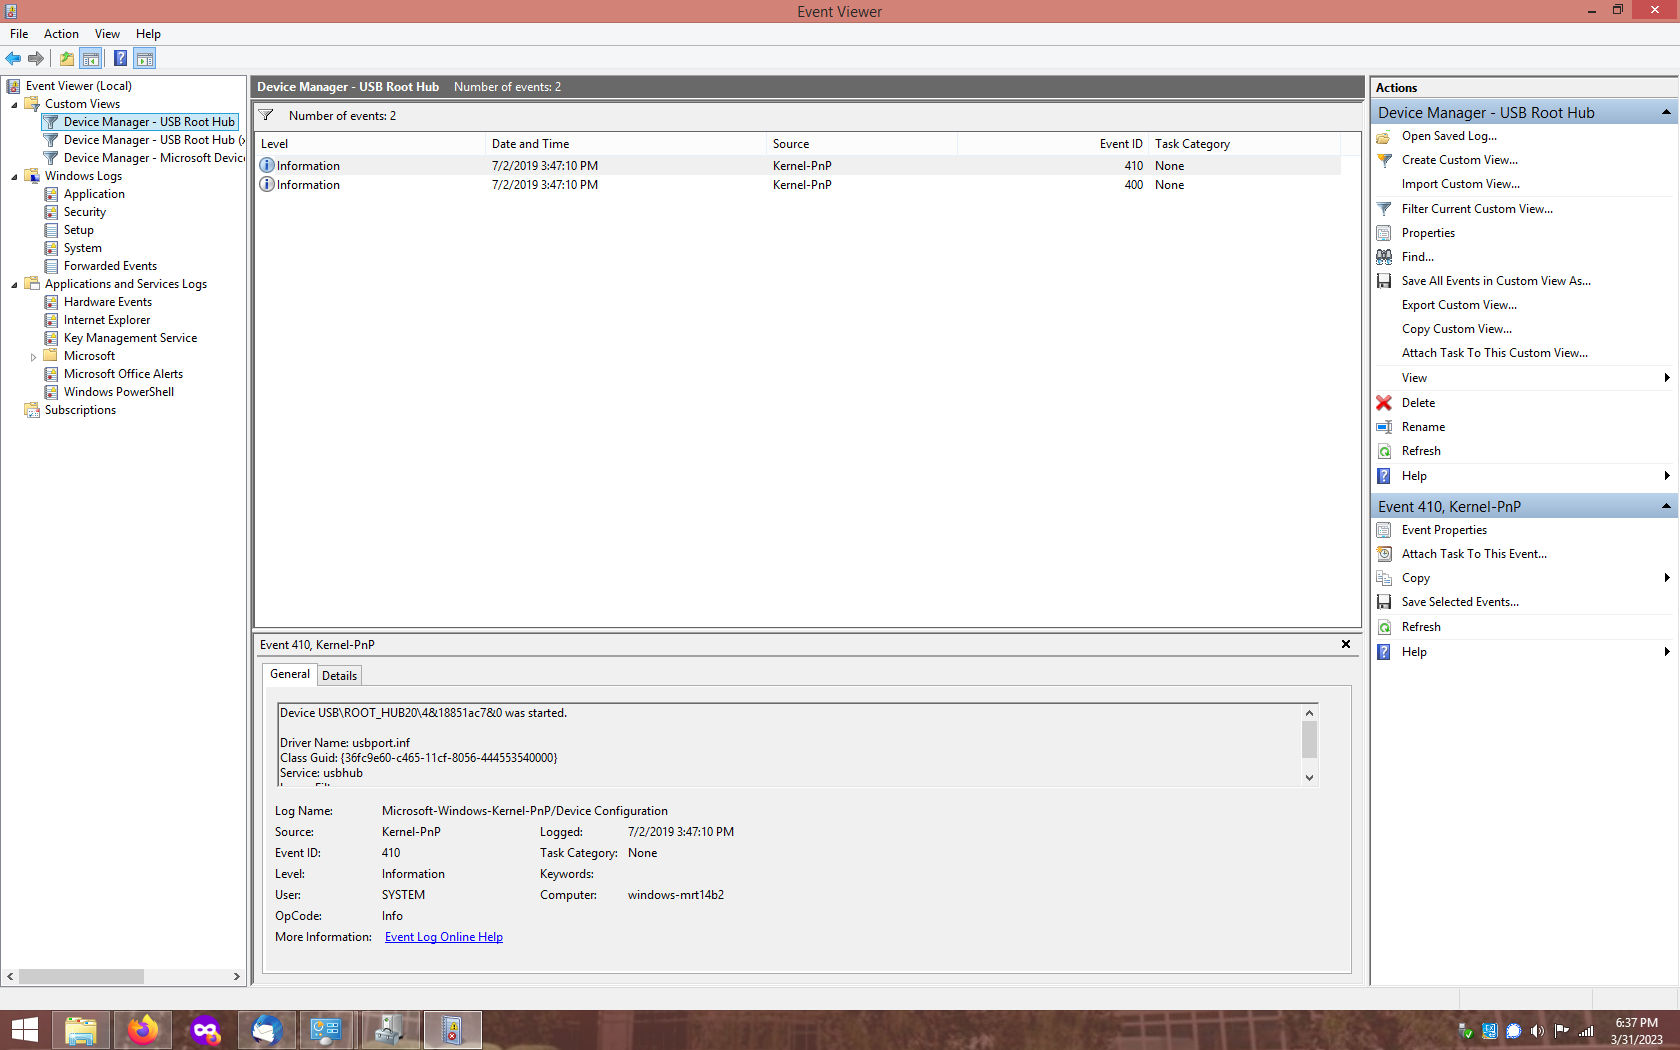 Event Viewer
File Action View Help
Event Viewer (Local)
Custom Views
Device Manager - USB Root Hub
Device Manager - USB Root Hub (x
Device Manager - Microsoft Device
Windows Logs
Application
Security
Setup
System
Forwarded Events
Applications and Services Logs
Hardware Events
Internet Explorer
Key Management Service
Microsoft
Microsoft Office Alerts
Windows PowerShell
Subscriptions
Device Manager - USB Root Hub Number of events: 2
Number of events: 2
Level Date and Time Source Event ID Task Category
Information 7/2/2019 3:47:10 PM Kernel-PnP 410 None
Information 7/2/2019 3:47:10 PM Kernel-PnP 400 None
Event 410, Kernel-PnP
General Details
Device USB\ROOT_HUB20\4&18851ac7&0 was started.
Driver Name: usbport.inf
Class Guid: {36fc9e60-c465-11cf-8056-444553540000}
Service: usbhub
Log Name: Microsoft-Windows-Kernel-PnP/Device Configuration
Source: Kernel-PnP Logged: 7/2/2019 3:47:10 PM
Event ID: 410 Task Category: None
Level: Information Keywords:
User: SYSTEM Computer: windows-mrt14b2
OpCode: Info
More Information: Event Log Online Help
Actions
Device Manager - USB Root Hub
Open Saved Log...
Create Custom View...
Import Custom View...
Filter Current Custom View...
Properties
Find...
Save All Events in Custom View As...
Export Custom View...
Copy Custom View...
Attach Task To This Custom View...
View
Delete
Rename
Refresh
Help
Event 410, Kernel-PnP
Event Properties
Attach Task To This Event...
Copy
Save Selected Events...
Refresh
Help
6:37 PM
3/31/2023